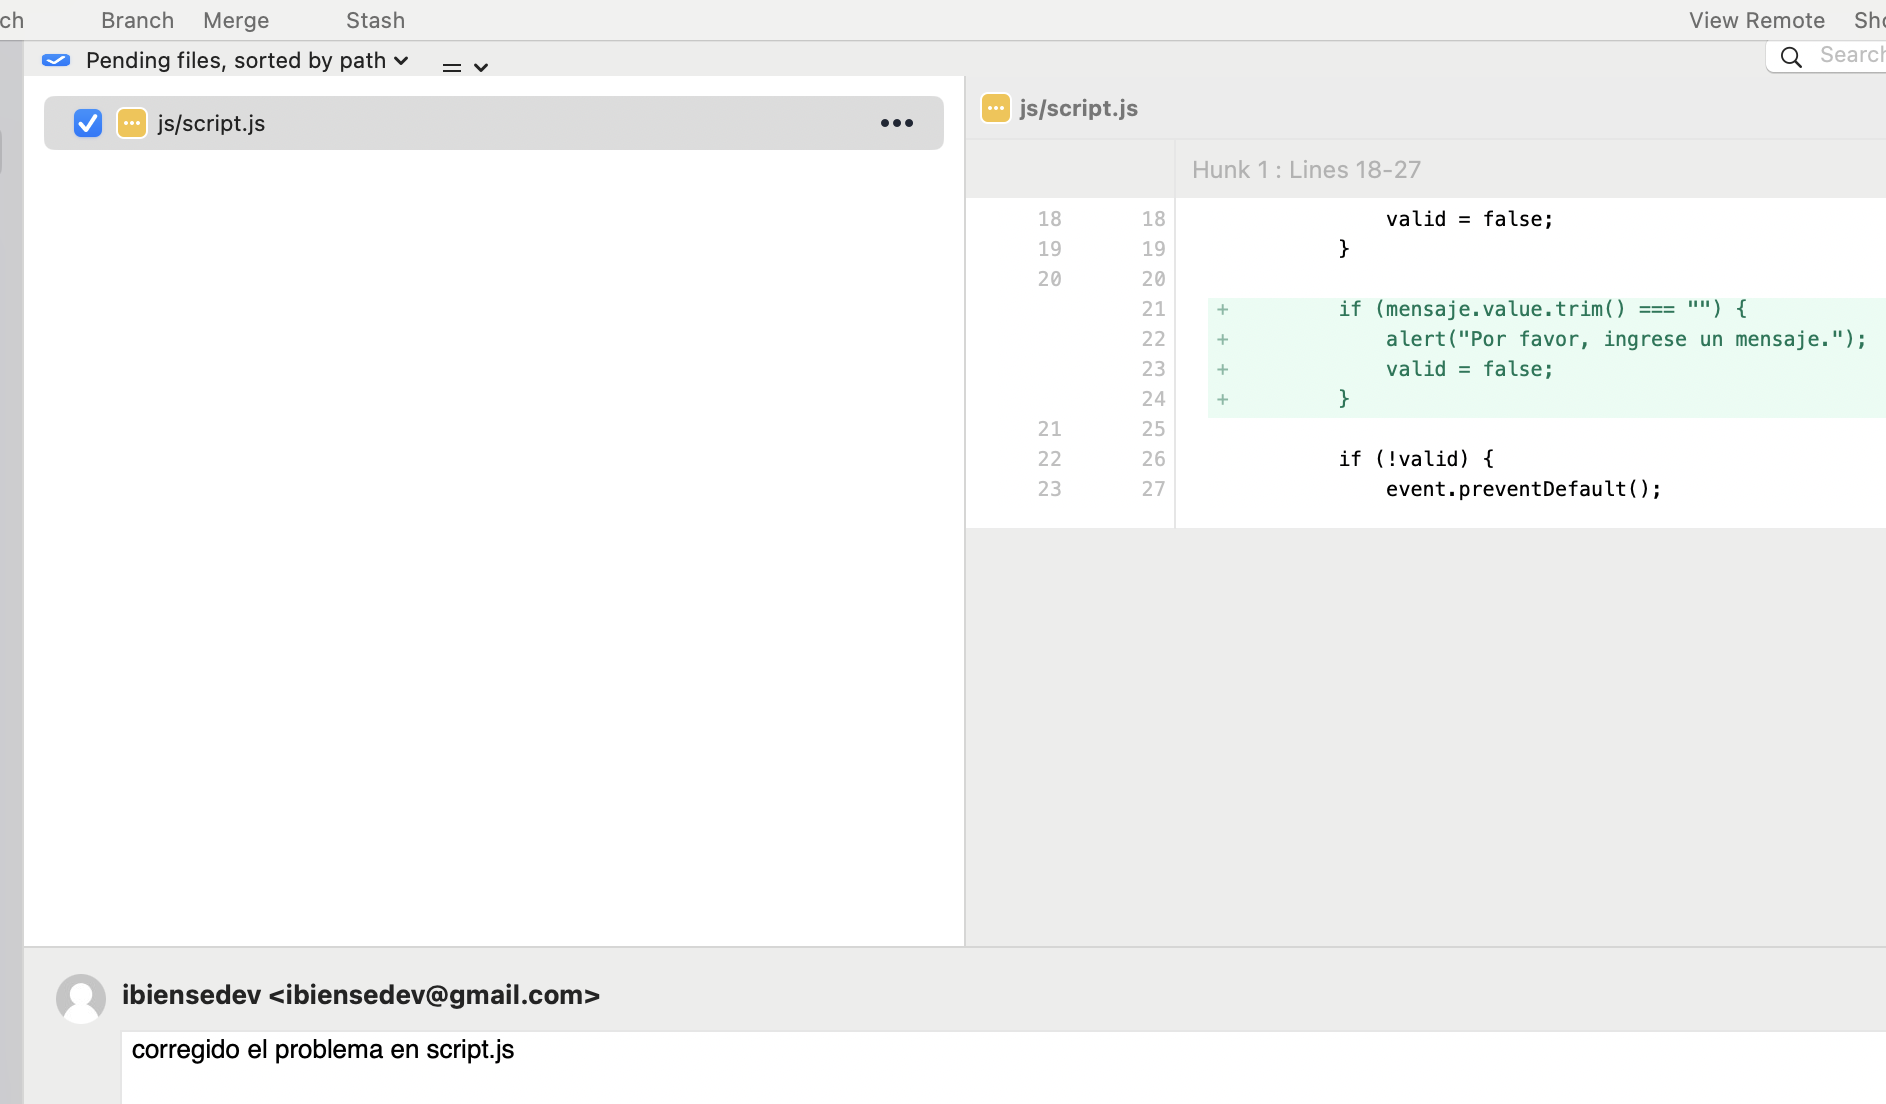 Branch Merge Stash View Remote
Pending files, sorted by path
Search
js/script.js
js/script.js
Hunk 1 : Lines 18-27
18 18 valid = false;
19 19 }
20 20
21 + if (mensaje.value.trim() === "") {
22 + alert("Por favor, ingrese un mensaje.");
23 + valid = false;
24 + }
21 25
22 26 if (!valid) {
23 27 event.preventDefault();
ibiensedev <ibiensedev@gmail.com>
corregido el problema en script.js